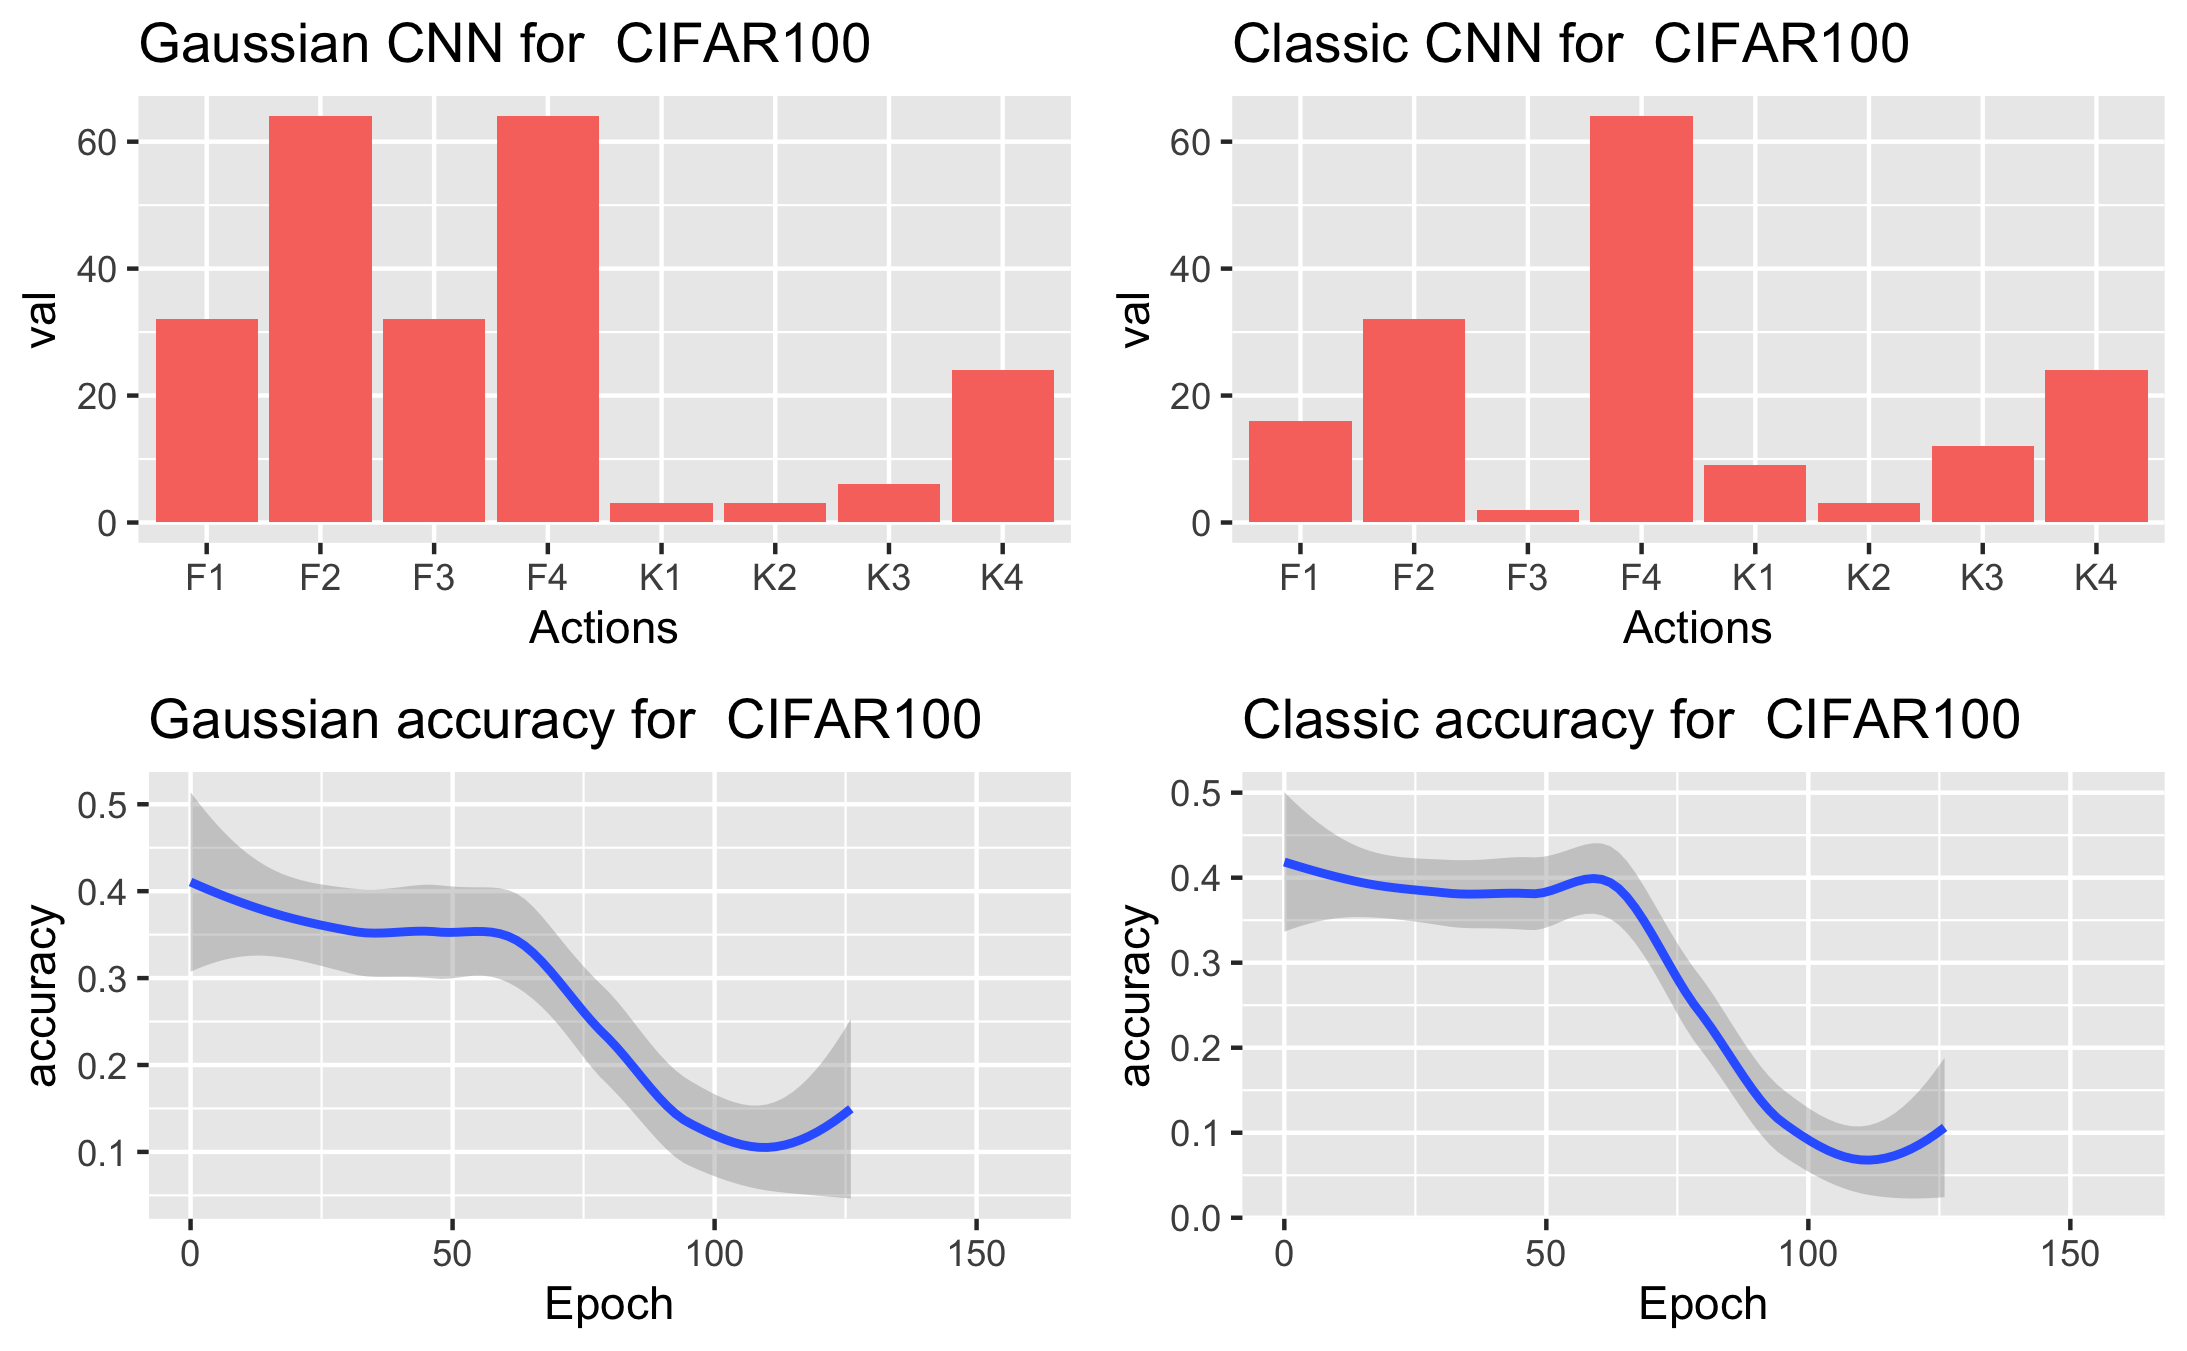 Gaussian CNN for  CIFAR100
60
40
20
0
val
F1 F2 F3 F4 K1 K2 K3 K4
Actions
Classic CNN for  CIFAR100
60
40
20
0
val
F1 F2 F3 F4 K1 K2 K3 K4
Actions
Gaussian accuracy for  CIFAR100
0.5
0.4
0.3
0.2
0.1
accuracy
0 50 100 150
Epoch
Classic accuracy for  CIFAR100
0.5
0.4
0.3
0.2
0.1
0.0
accuracy
0 50 100 150
Epoch